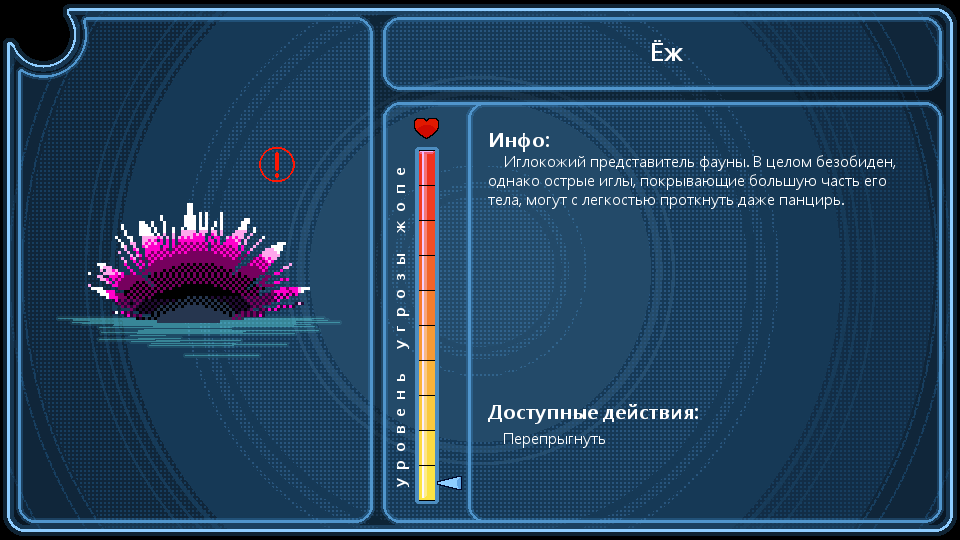 Ёж
Инфо:
Иглокожий представитель фауны. В целом безобиден,
однако острые иглы, покрывающие большую часть его
тела, могут с легкостью проткнуть даже панцирь.
уровень угрозы жопе
Доступные действия:
Перепрыгнуть